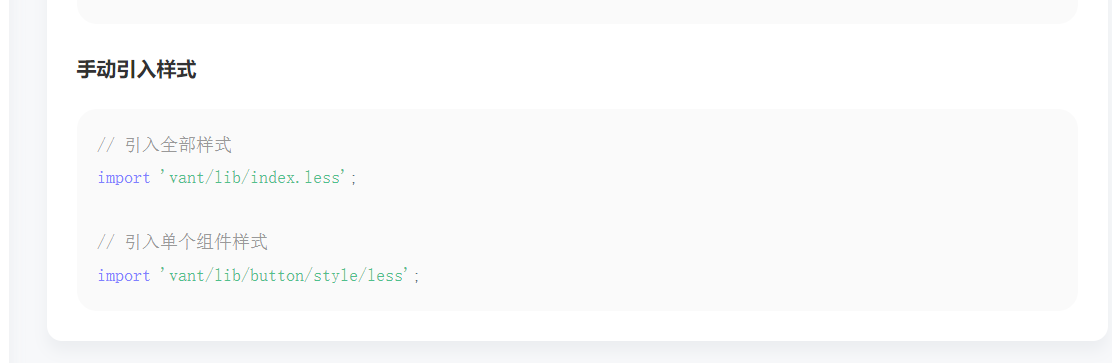 手动引入样式
// 引入全部样式
import 'vant/lib/index.less';
// 引入单个组件样式
import 'vant/lib/button/style/less';